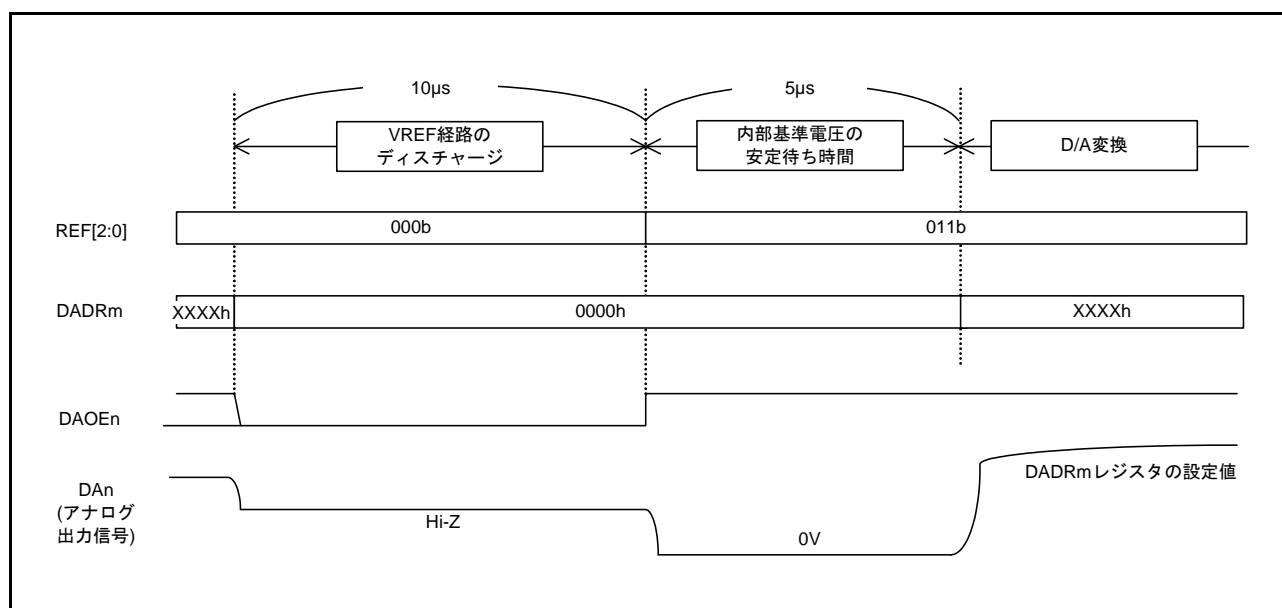 10µs
5µs
VREF経路の
ディスチャージ
内部基準電圧の
安定待ち時間
D/A変換
REF[2:0]
000b
011b
DADRm
XXXXh
0000h
XXXXh
DAOEn
DAn
(アナログ
出力信号)
Hi-Z
0V
DADRmレジスタの設定値